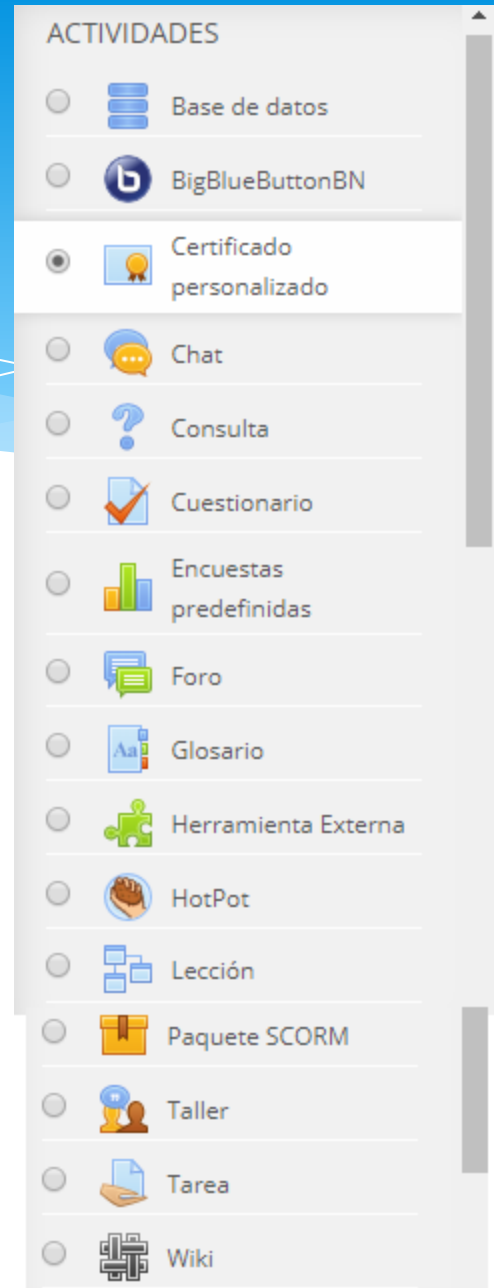 ACTIVIDADES
Base de datos
BigBlueButtonBN
Certificado
personalizado
Chat
Consulta
Cuestionario
Encuestas
predefinidas
Foro
Aa
Glosario
Herramienta Externa
HotPot
Lección
Paquete SCORM
Taller
Tarea
Wiki